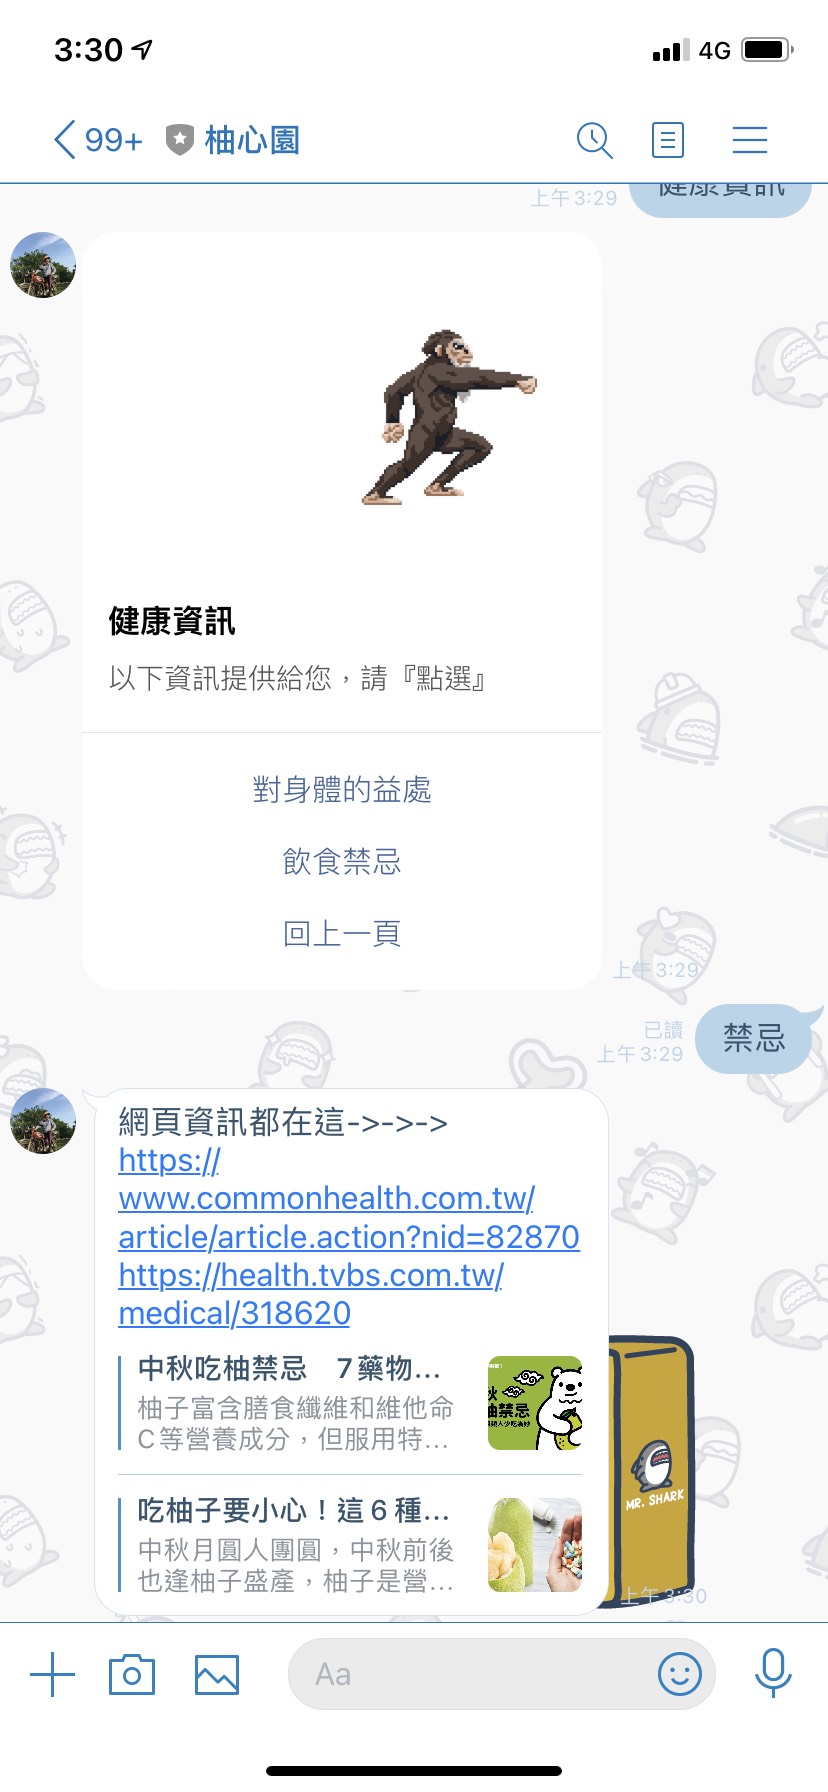 3:30
4G
99+
柚心園
健康資訊
上午 3:29
健康資訊
以下資訊提供給您，請『點選』
對身體的益處
飲食禁忌
回上一頁
上午 3:29
已讀
上午 3:29
禁忌
網頁資訊都在這->->->
https://
www.commonhealth.com.tw/
article/article.action?nid=82870
https://health.tvbs.com.tw/
medical/318620
中秋吃柚禁忌　7 藥物...
柚子富含膳食纖維和維他命
C 等營養成分，但服用特...
柚禁忌
吃柚子要小心！這 6 種...
中秋月圓人團圓，中秋前後
也逢柚子盛產，柚子是營...
MR. SHARK
上午 3:30
Aa